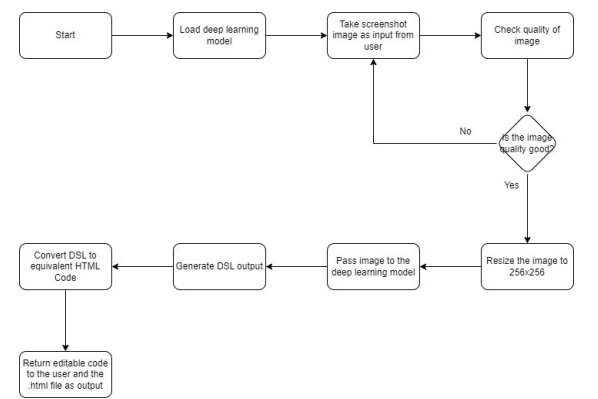 Start
Load deep learning
model
Take screenshot
image as input from
user
Check quality of
image
Is the image
quality good?
No
Yes
Convert DSL to
equivalent HTML
Code
Generate DSL output
Pass image to the
deep learning model
Resize the image to
256x256
Return editable code
to the user and the
.html file as output